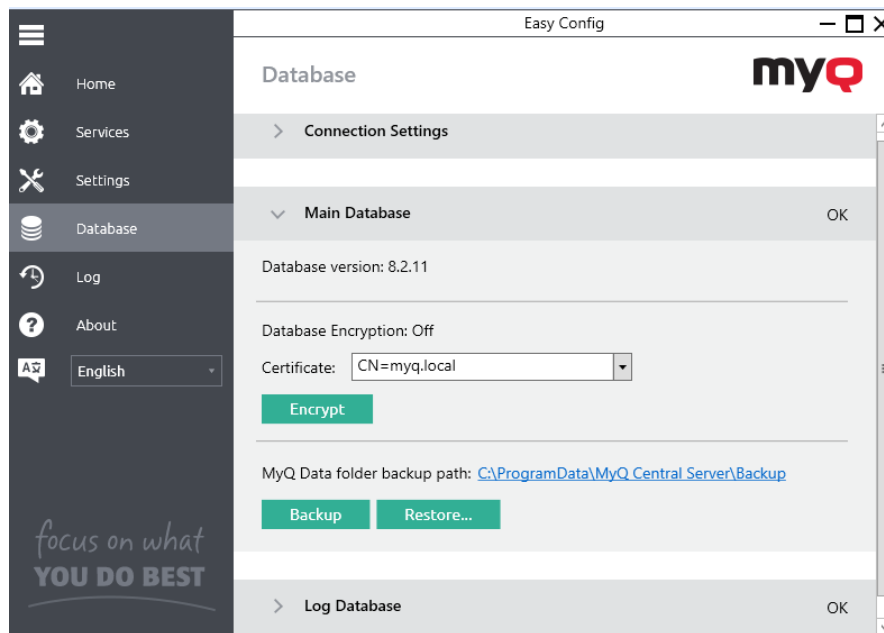 Easy Config
Home
Services
Settings
Database
Log
About
A文
English
focus on what
YOU DO BEST
Database
myQ
Connection Settings
Main Database OK
Database version: 8.2.11
Database Encryption: Off
Certificate: CN=myq.local
Encrypt
MyQ Data folder backup path: C:\ProgramData\MyQ Central Server\Backup
Backup Restore...
Log Database OK